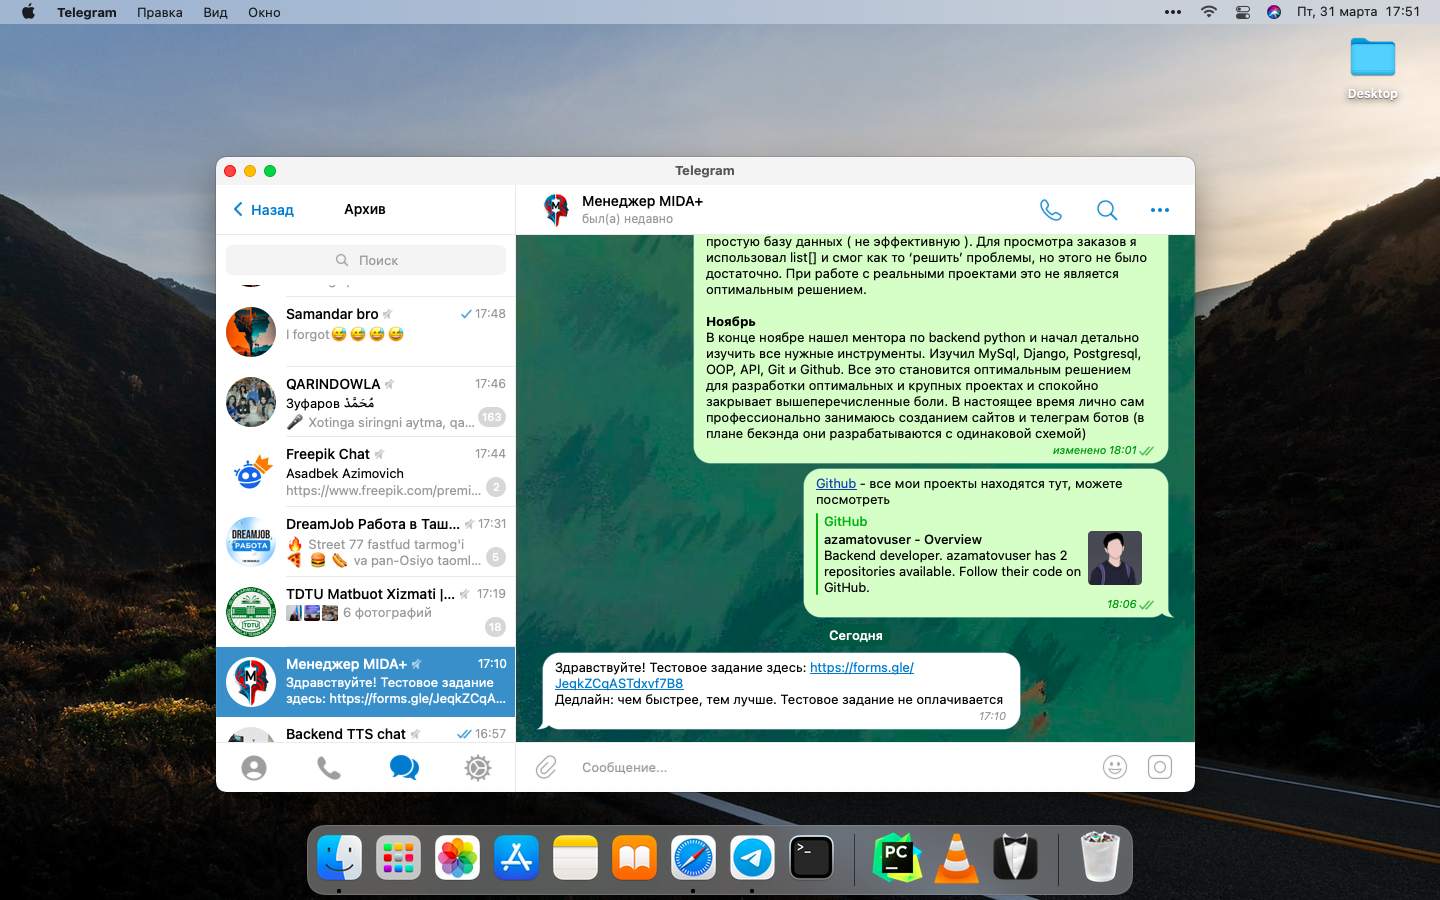 Telegram Правка Вид Окно
Пт, 31 марта 17:51
Desktop
Telegram
Назад
Архив
Поиск
Samandar bro
17:48
I forgot😅 😅 😅 😅
QARINDOWLA
17:46
Зуфаров مُحَمَّدْ
🎤 Xotinga siringni aytma, qa...
163
Freepik Chat
17:44
Asadbek Azimovich
https://www.freepik.com/premi...
2
DreamJob Работа в Таш...
17:31
🔥 Street 77 fastfud tarmog'i
🍕 🍔 🌭 va pan-Osiyo taoml...
5
DREAMJOB,
РАБОТА
TDTU Matbuot Xizmati |...
17:19
6 фотографий
18
TDTU
Менеджер MIDA+
17:10
Здравствуйте! Тестовое задание
здесь: https://forms.gle/JeqkZCqA...
M
Backend TTS chat
16:57
Менеджер MIDA+
был(а) недавно
M
простую базу данных ( не эффективную ). Для просмотра заказов я
использовал list[] и смог как то ‘решить’ проблемы, но этого не было
достаточно. При работе с реальными проектами это не является
оптимальным решением.
Ноябрь
В конце ноябре нашел ментора по backend python и начал детально
изучить все нужные инструменты. Изучил MySql, Django, Postgresql,
OOP, API, Git и Github. Все это становится оптимальным решением
для разработки оптимальных и крупных проектах и спокойно
закрывает вышеперечисленные боли. В настоящее время лично сам
профессионально занимаюсь созданием сайтов и телеграм ботов (в
плане бекэнда они разрабатываются с одинаковой схемой)
изменено 18:01
Github - все мои проекты находятся тут, можете
посмотреть
GitHub
azamatovuser - Overview
Backend developer. azamatovuser has 2
repositories available. Follow their code on
GitHub.
18:06
Сегодня
Здравствуйте! Тестовое задание здесь: https://forms.gle/
JeqkZCqASTdxvf7B8
Дедлайн: чем быстрее, тем лучше. Тестовое задание не оплачивается
17:10
Сообщение...
>_
PC